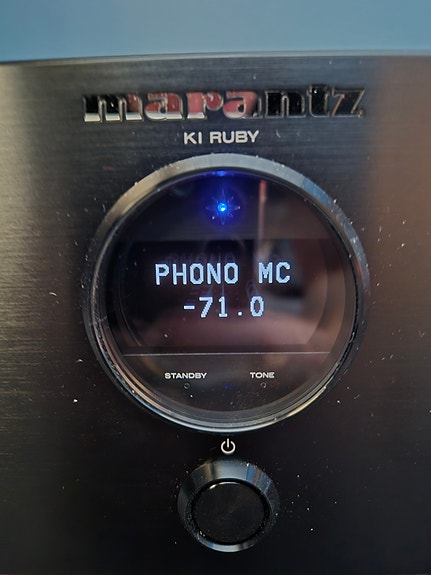 marantz
KI RUBY
PHONO MC
-71.0
STANDBY TONE